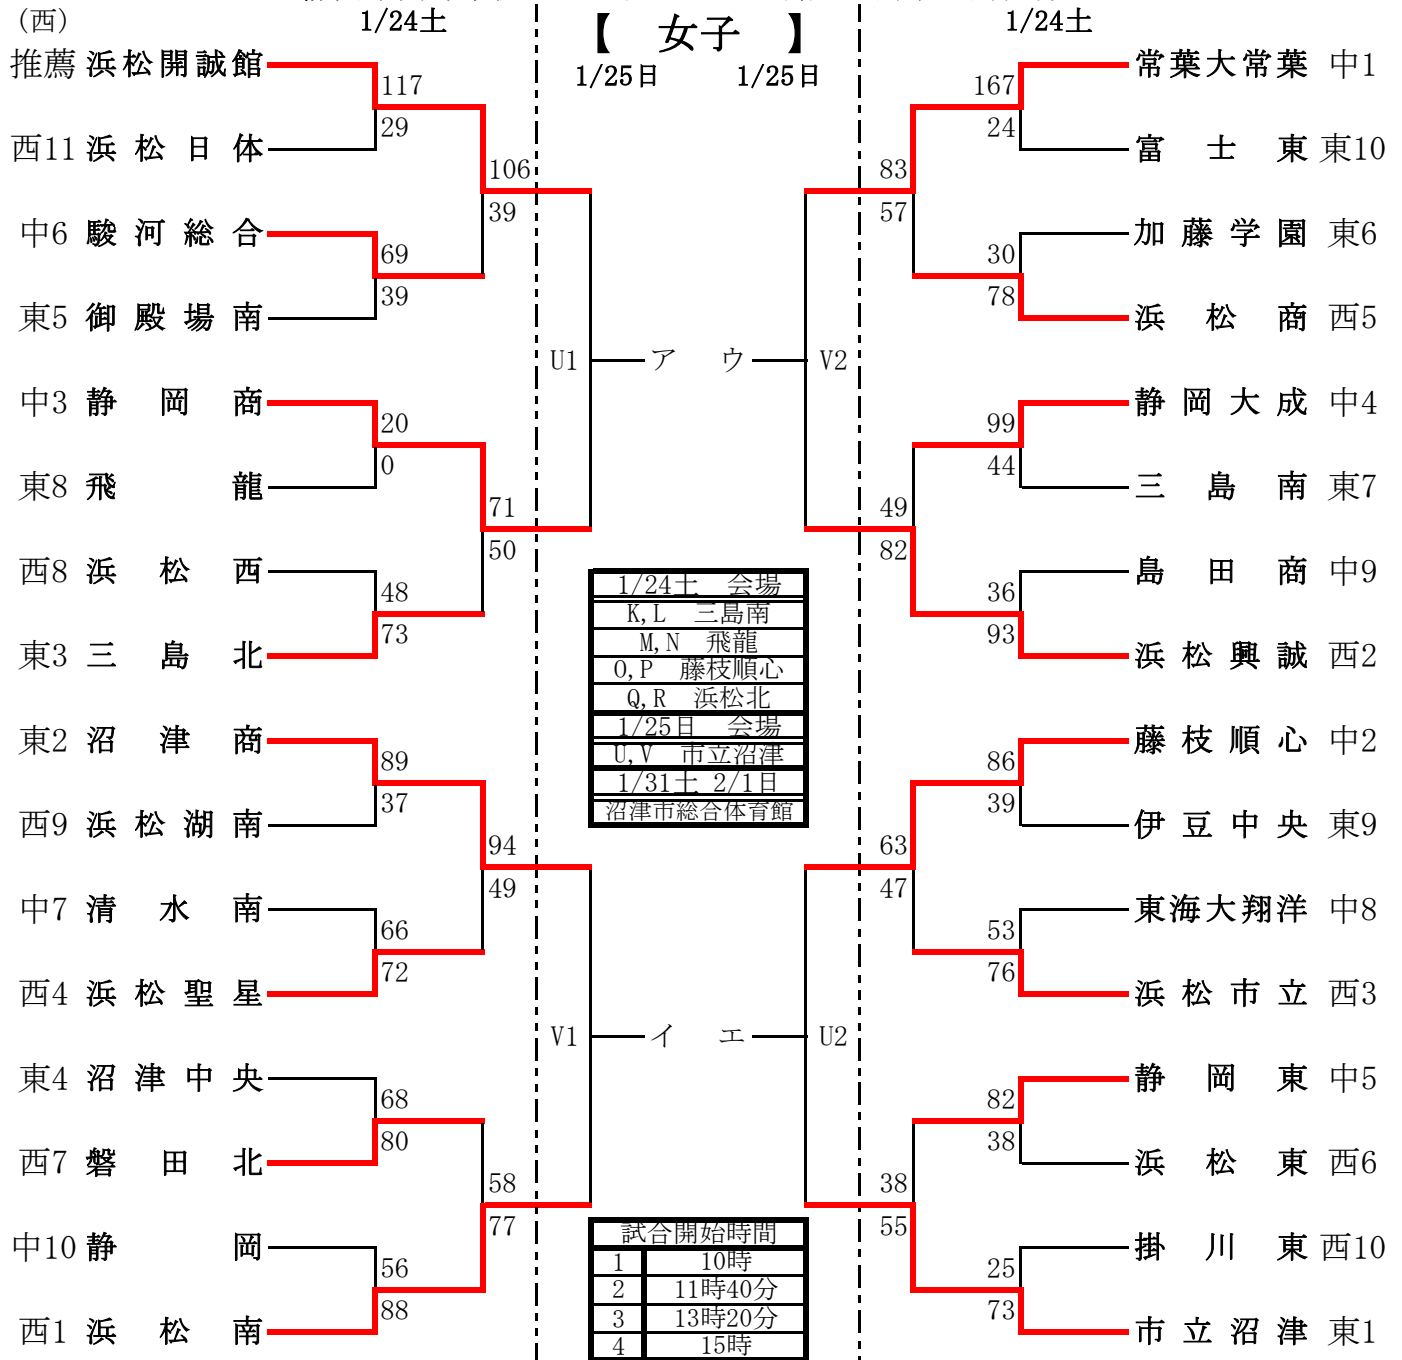 (西)
1/24土
【 女子 】
1/24土
1/25日 1/25日
推薦 浜松開誠館
117
29
西11 浜松日体
106
39
中6 駿河総合
69
39
東5 御殿場南
U1 ア
中3 静岡商
20
0
東8 飛龍
71
50
西8 浜松西
48
73
東3 三島北
東2 沼津商
89
37
西9 浜松湖南
94
49
中7 清水南
66
72
西4 浜松聖星
V1 イ
東4 沼津中央
68
80
西7 磐田北
58
77
中10 静岡
56
88
西1 浜松南
1/24土 会場
K,L 三島南
M,N 飛龍
O,P 藤枝順心
Q,R 浜松北
1/25日 会場
U,V 市立沼津
1/31土 2/1日
沼津市総合体育館
試合開始時間
1 10時
2 11時40分
3 13時20分
4 15時
常葉大常葉 中1
167
24
富士東 東10
83
57
加藤学園 東6
30
78
浜松商 西5
ウ V2
静岡大成 中4
99
44
三島南 東7
49
82
島田商 中9
36
93
浜松興誠 西2
藤枝順心 中2
86
39
伊豆中央 東9
63
47
東海大翔洋 中8
53
76
浜松市立 西3
エ U2
静岡東 中5
82
38
浜松東 西6
38
55
掛川東 西10
25
73
市立沼津 東1